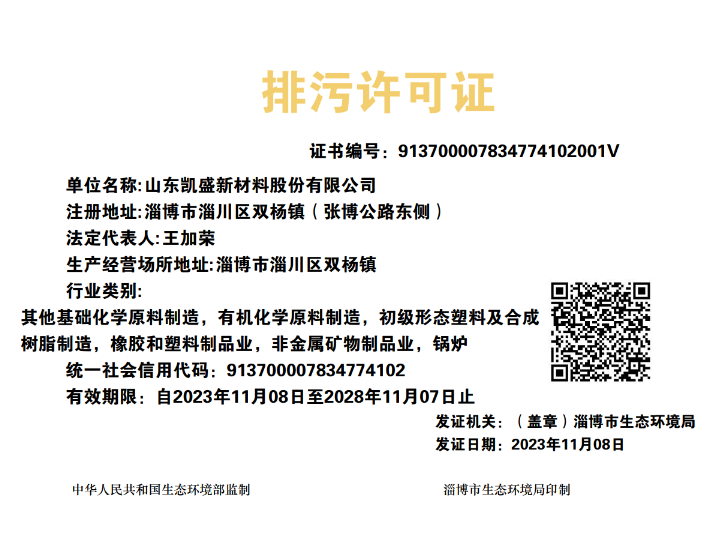 排污许可证
证书编号：913700007834774102001V
单位名称:山东凯盛新材料股份有限公司
注册地址:淄博市淄川区双杨镇（张博公路东侧）
法定代表人:王加荣
生产经营场所地址:淄博市淄川区双杨镇
行业类别:
其他基础化学原料制造，有机化学原料制造，初级形态塑料及合成
树脂制造，橡胶和塑料制品业，非金属矿物制品业，锅炉
统一社会信用代码：913700007834774102
有效期限：自2023年11月08日至2028年11月07日止
发证机关：（盖章）淄博市生态环境局
发证日期：2023年11月08日
中华人民共和国生态环境部监制
淄博市生态环境局印制